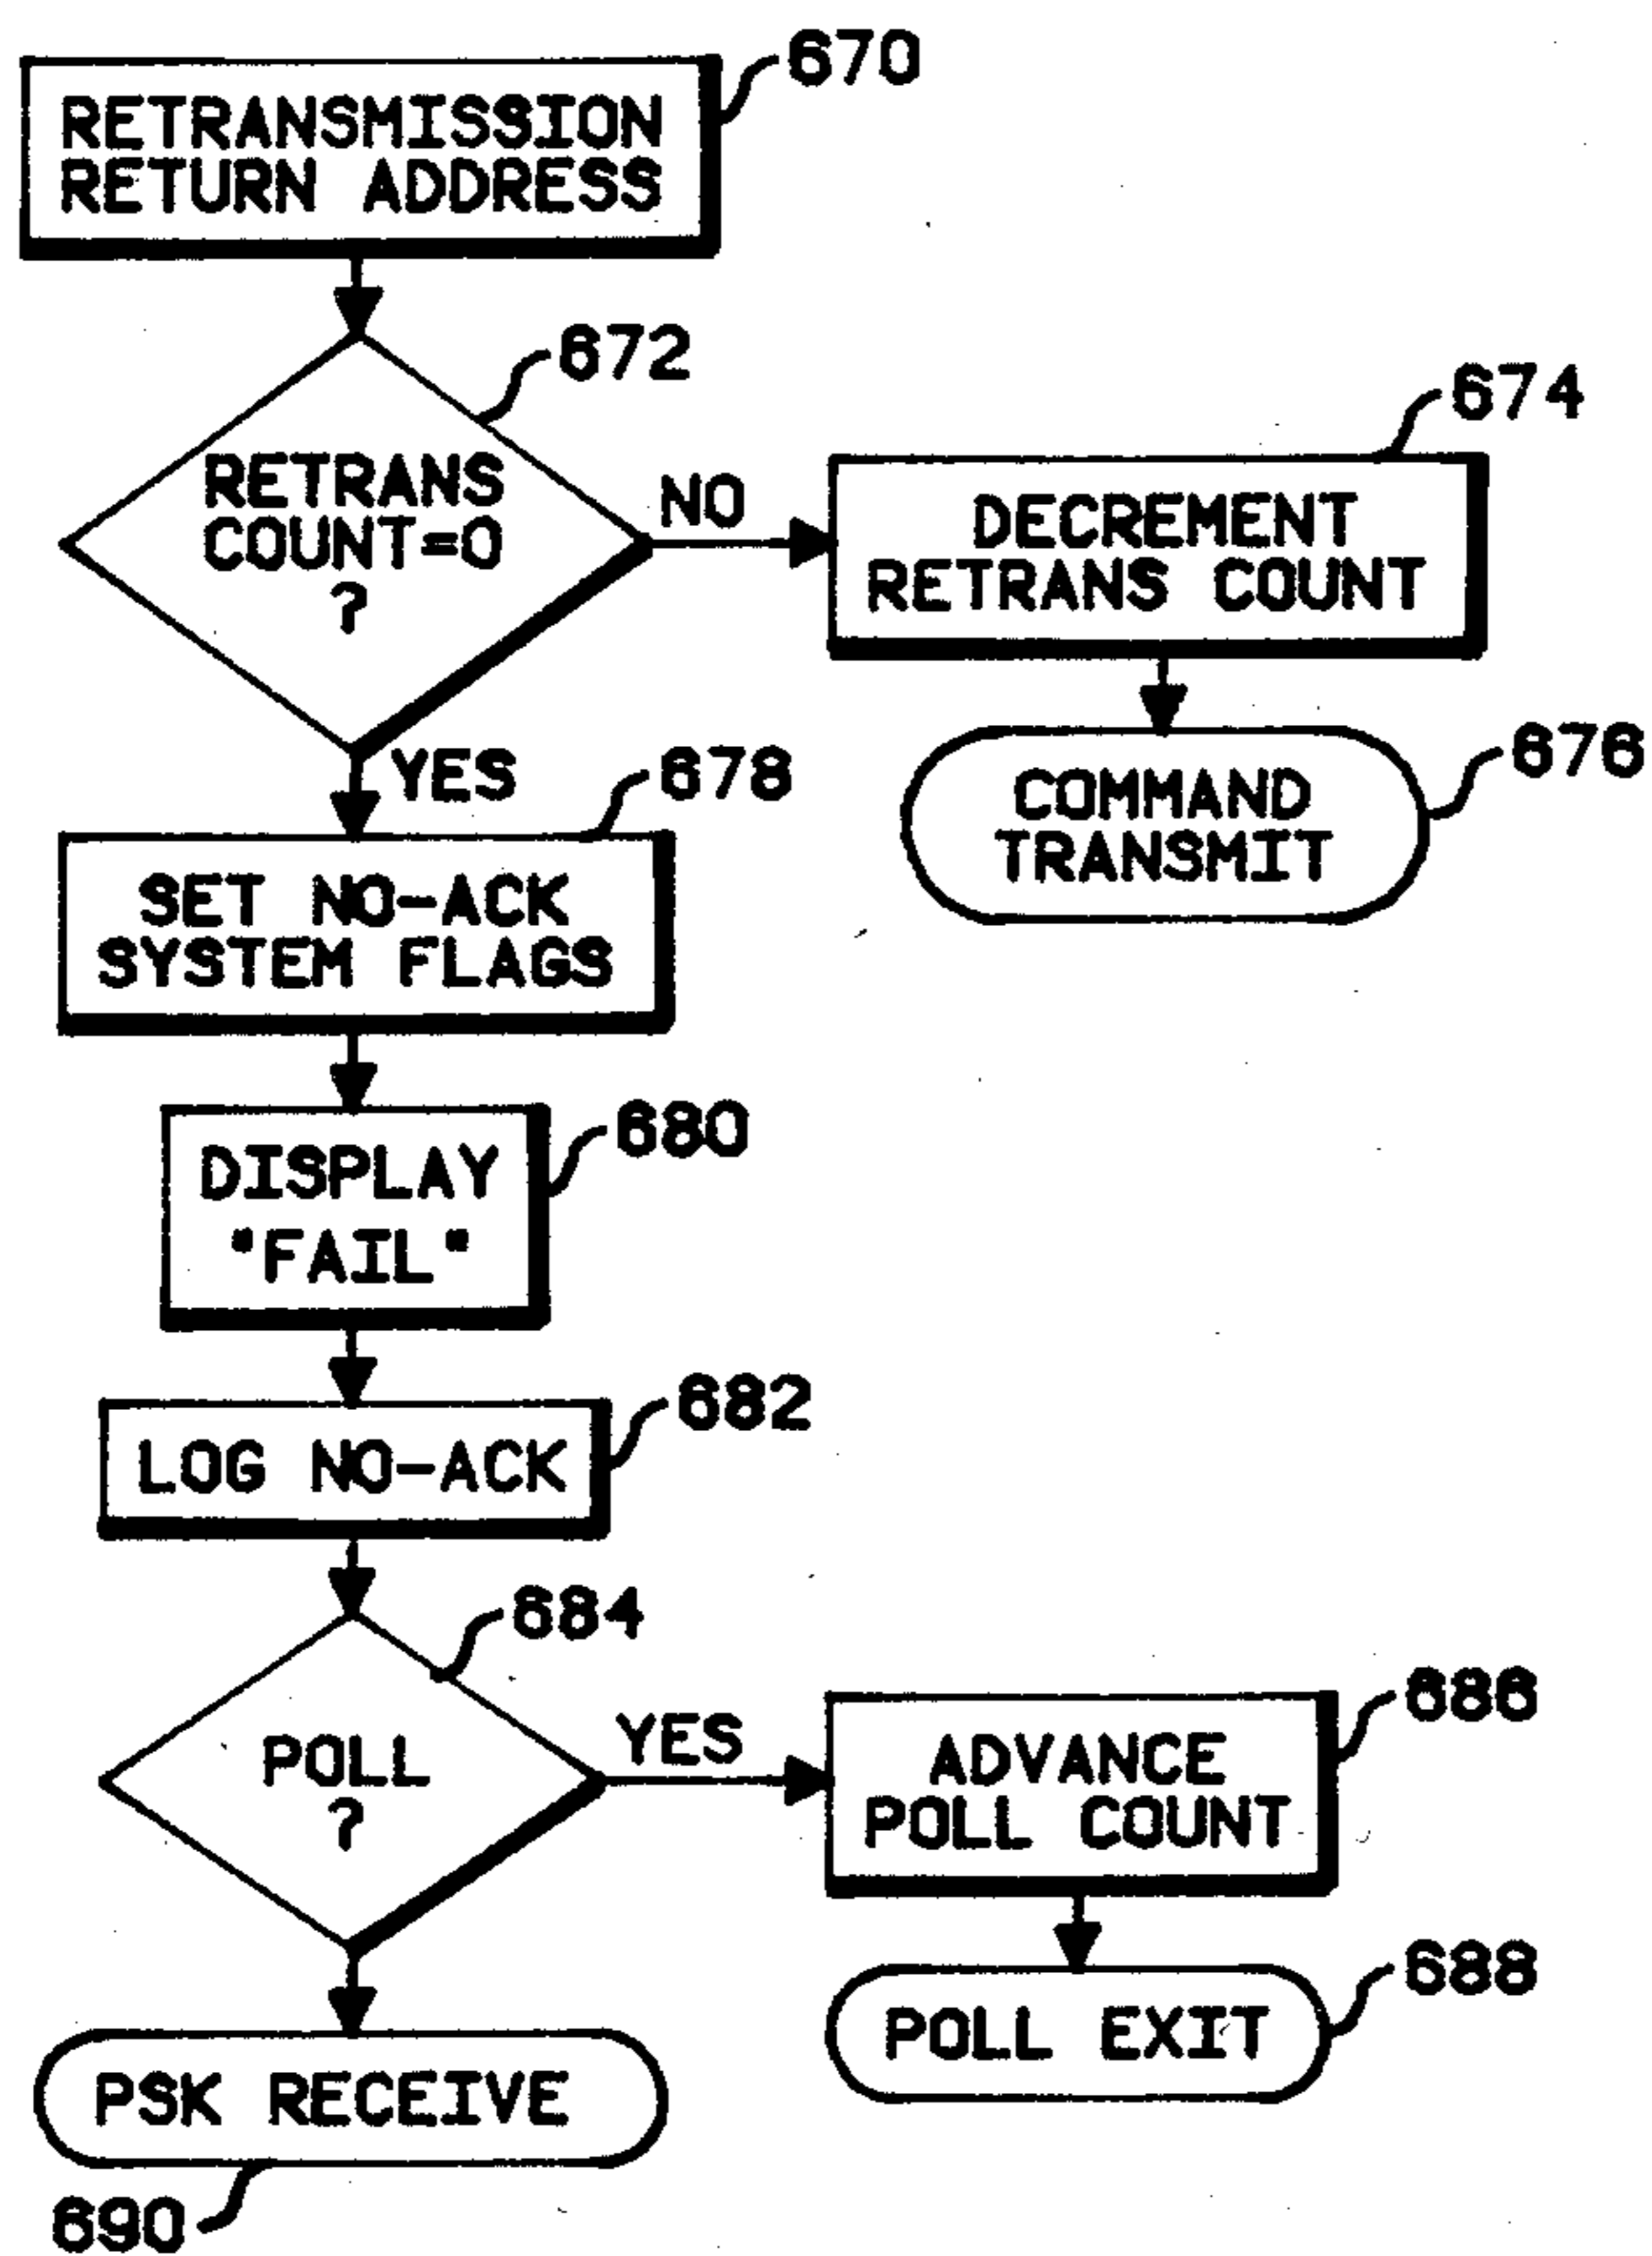 670
RETRANSMISSION
RETURN ADDRESS
672
RETRANS
COUNT=0
?
NO
674
DECREMENT
RETRANS COUNT
676
COMMAND
TRANSMIT
YES
678
SET NO-ACK
SYSTEM FLAGS
680
DISPLAY
"FAIL"
682
LOG NO-ACK
684
POLL
?
YES
686
ADVANCE
POLL COUNT
688
POLL EXIT
PSK RECEIVE
690